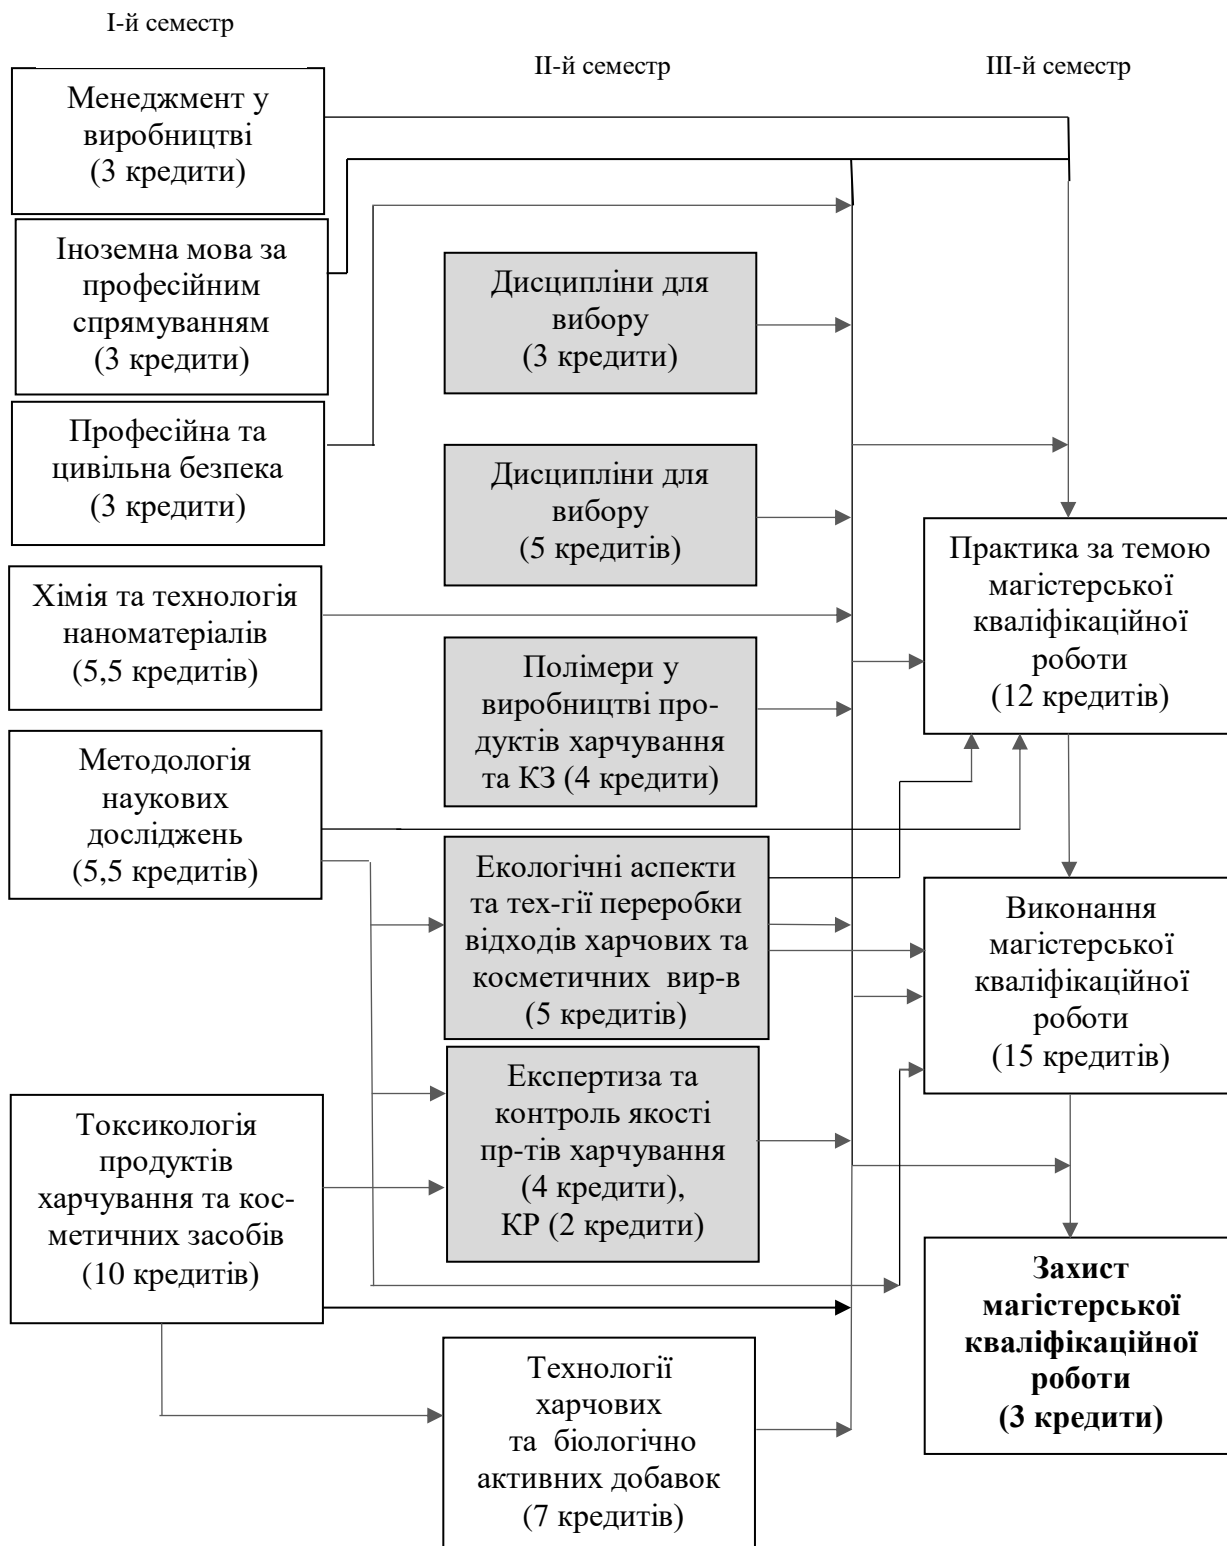 І-й семестр
Менеджмент у
виробництві
(3 кредити)
Іноземна мова за
професійним
спрямуванням
(3 кредити)
Професійна та
цивільна безпека
(3 кредити)
Хімія та технологія
наноматеріалів
(5,5 кредитів)
Методологія
наукових
досліджень
(5,5 кредитів)
Токсикологія
продуктів
харчування та кос-
метичних засобів
(10 кредитів)
ІІ-й семестр
Дисципліни для
вибору
(3 кредити)
Дисципліни для
вибору
(5 кредитів)
Полімери у
виробництві про-
дуктів харчування
та КЗ (4 кредити)
Екологічні аспекти
та тех-гії переробки
відходів харчових та
косметичних вир-в
(5 кредитів)
Експертиза та
контроль якості
пр-тів харчування
(4 кредити),
КР (2 кредити)
Технології
харчових
та біологічно
активних добавок
(7 кредитів)
ІІІ-й семестр
Практика за темою
магістерської
кваліфікаційної
роботи
(12 кредитів)
Виконання
магістерської
кваліфікаційної
роботи
(15 кредитів)
Захист
магістерської
кваліфікаційної
роботи
(3 кредити)